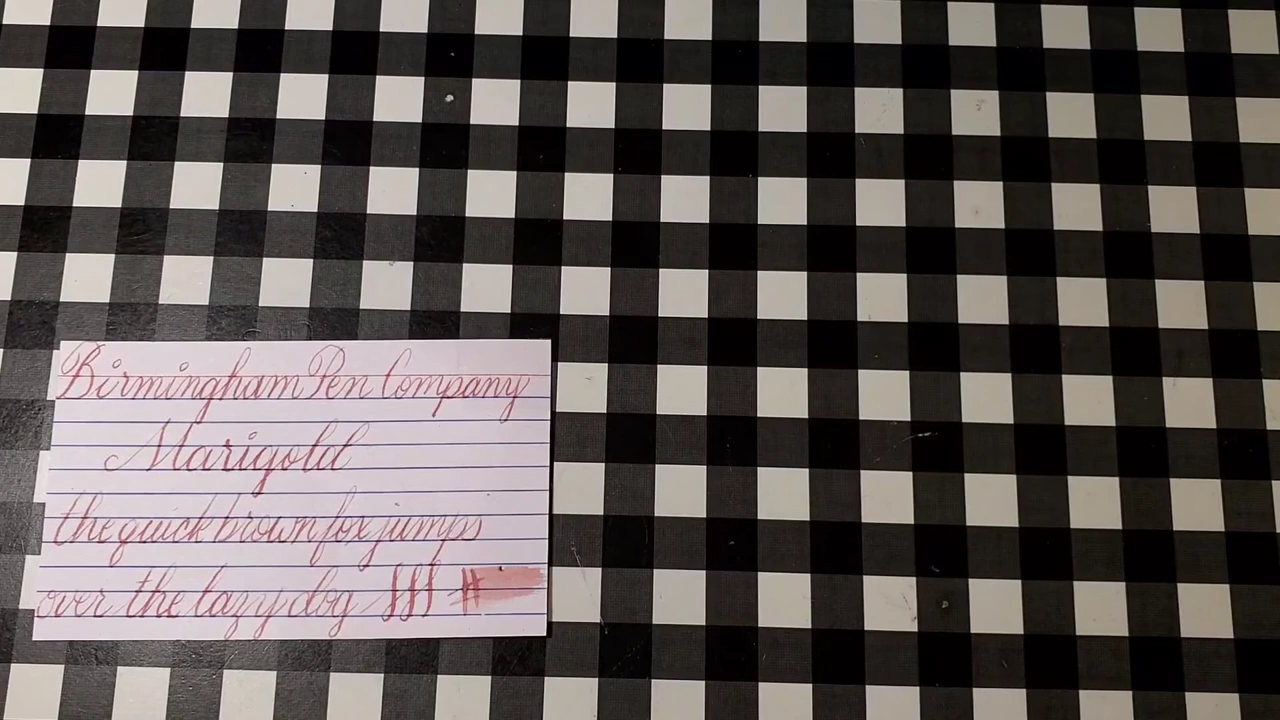 Birmingham Pen Company
Marigold
the quick brown fox jumps
over the lazy dog